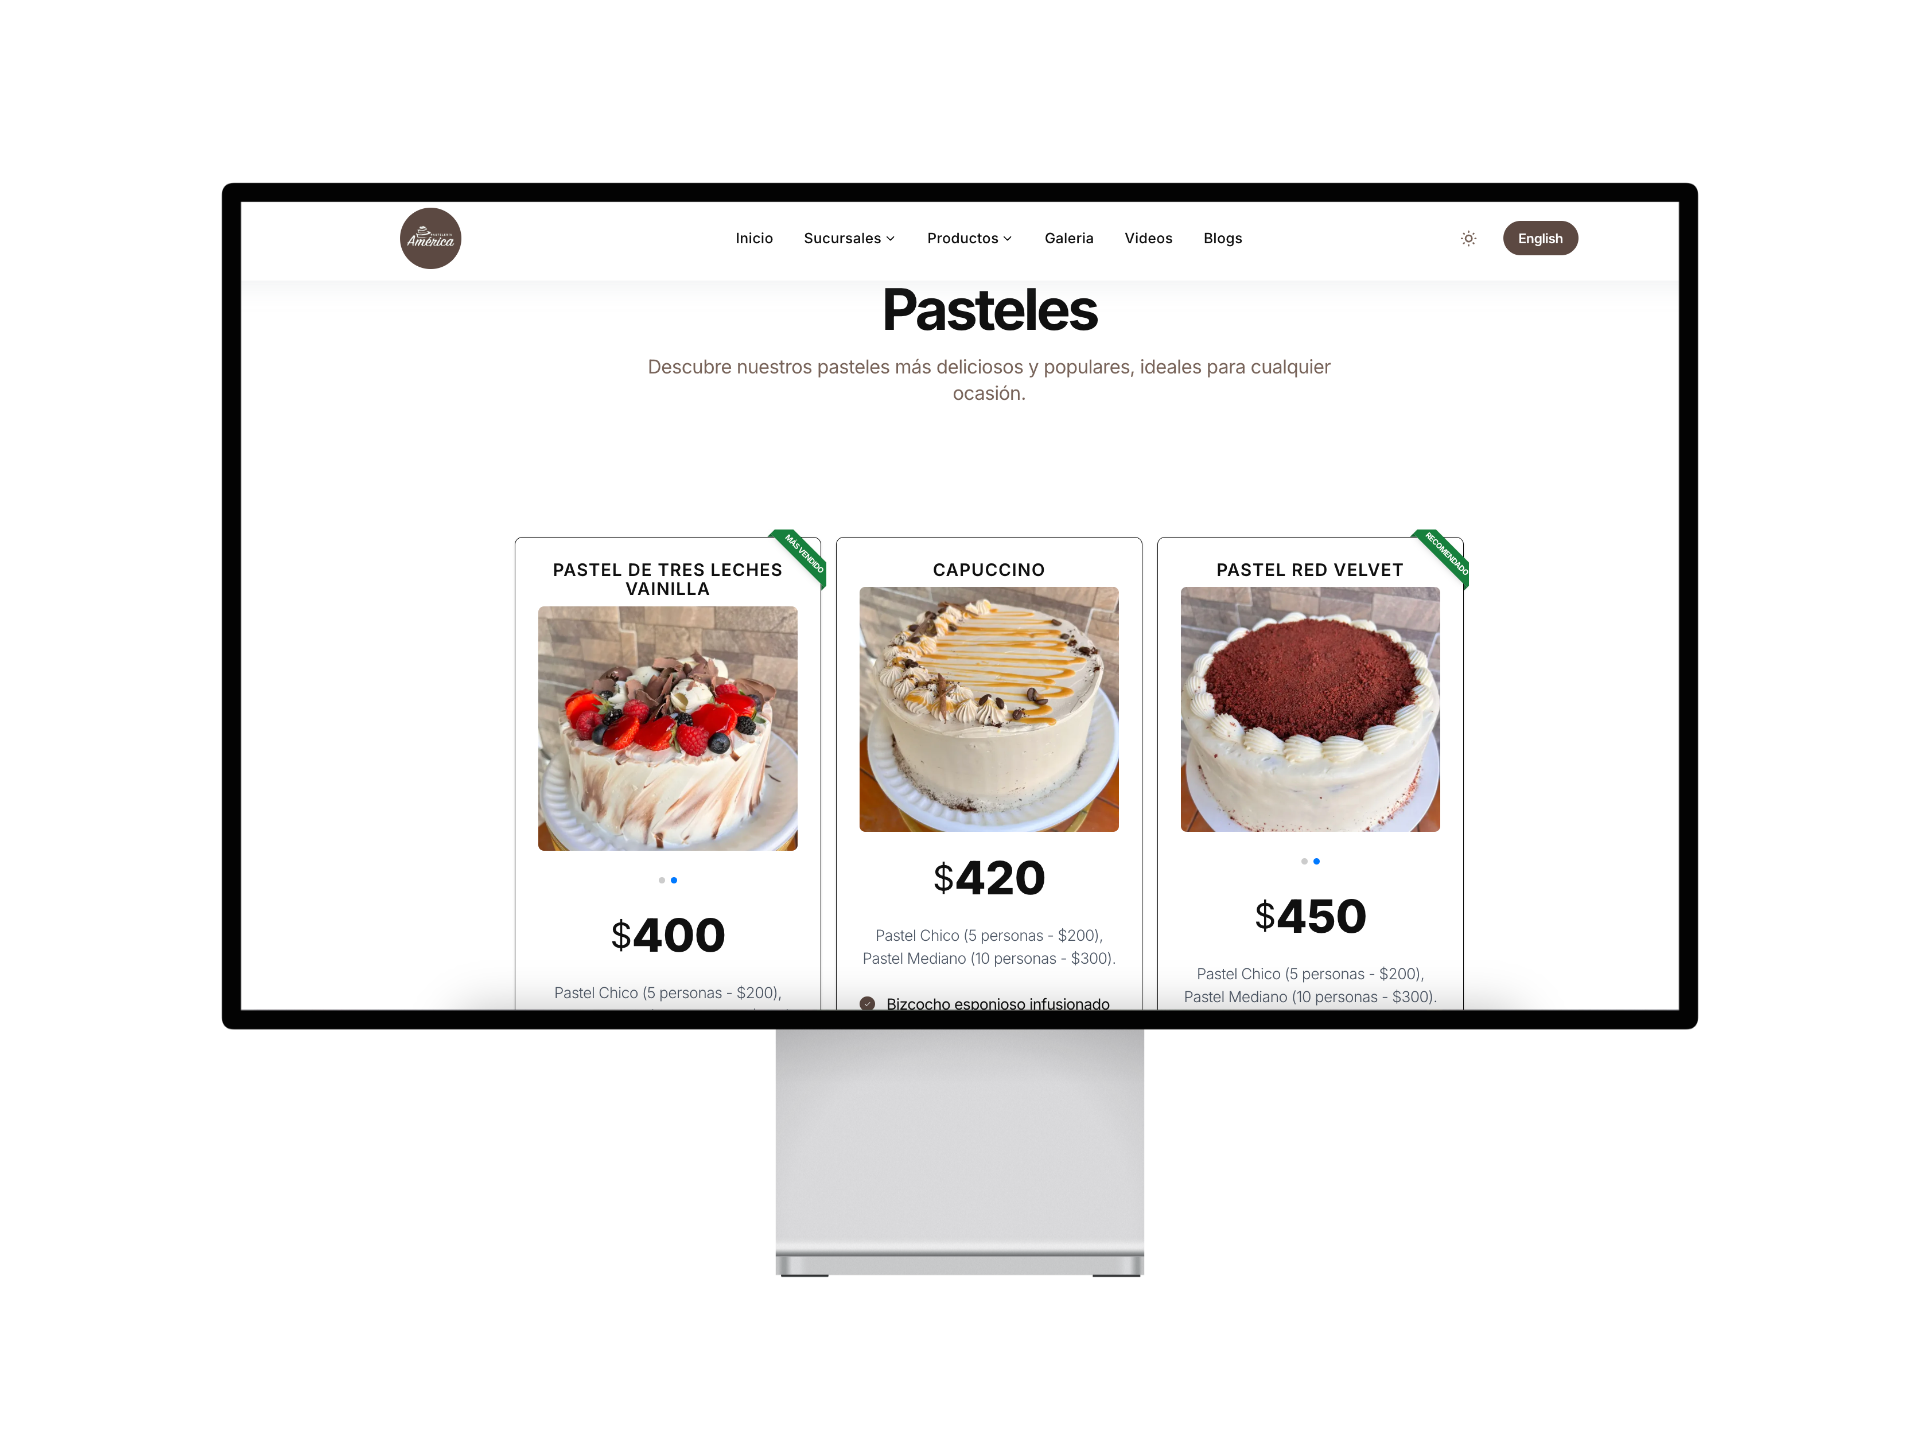 PASTELERIA
América
Inicio
Sucursales
Productos
Galeria
Videos
Blogs
English
Pasteles
Descubre nuestros pasteles más deliciosos y populares, ideales para cualquier
ocasión.
MÁS VENDIDO
PASTEL DE TRES LECHES
VAINILLA
$400
Pastel Chico (5 personas - $200),
CAPUCCINO
$420
Pastel Chico (5 personas - $200),
Pastel Mediano (10 personas - $300).
Bizcocho esponjoso infusionado
RECOMENDADO
PASTEL RED VELVET
$450
Pastel Chico (5 personas - $200),
Pastel Mediano (10 personas - $300).